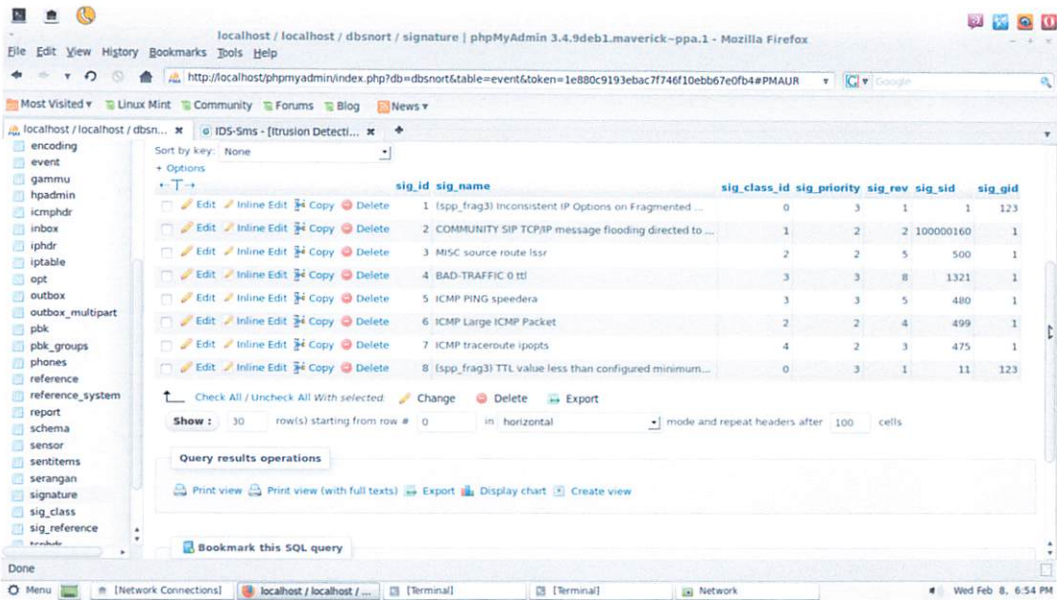 localhost / localhost / dbsnort / signature | phpMyAdmin 3.4.9deb1.maverick~ppa.1 - Mozilla Firefox
File Edit View History Bookmarks Tools Help
http://localhost/phpmyadmin/index.php?db=dbsnort&table=event&token=1e880c9193ebac7f746f10ebb67e0fb4#PMAUR
Google
Most Visited Linux Mint Community Forums Blog News
localhost / localhost / dbsn... IDS-Sms - [Itrusion Detecti...
encoding
event
gammu
hpadmin
icmphdr
inbox
iphdr
iptable
opt
outbox
outbox_multipart
pbk
pbk_groups
phones
reference
reference_system
report
schema
sensor
sentitems
serangan
signature
sig_class
sig_reference
tcphdr
Sort by key: None
+ Options
←T→ sig_id sig_name sig_class_id sig_priority sig_rev sig_sid sig_gid
Edit Inline Edit Copy Delete 1 (spp_frag3) Inconsistent IP Options on Fragmented ... 0 3 1 1 123
Edit Inline Edit Copy Delete 2 COMMUNITY SIP TCP/IP message flooding directed to ... 1 2 2 100000160 1
Edit Inline Edit Copy Delete 3 MISC source route lssr 2 2 5 500 1
Edit Inline Edit Copy Delete 4 BAD-TRAFFIC 0 ttl 3 3 8 1321 1
Edit Inline Edit Copy Delete 5 ICMP PING speedera 3 3 5 480 1
Edit Inline Edit Copy Delete 6 ICMP Large ICMP Packet 2 2 4 499 1
Edit Inline Edit Copy Delete 7 ICMP traceroute ipopts 4 2 3 475 1
Edit Inline Edit Copy Delete 8 (spp_frag3) TTL value less than configured minimum... 0 3 1 11 123
Check All / Uncheck All With selected: Change Delete Export
Show : 30 row(s) starting from row # 0 in horizontal mode and repeat headers after 100 cells
Query results operations
Print view Print view (with full texts) Export Display chart Create view
Bookmark this SQL query
Done
Menu [Network Connections] localhost / localhost / ... [Terminal] [Terminal] Network Wed Feb 8, 6:54 PM